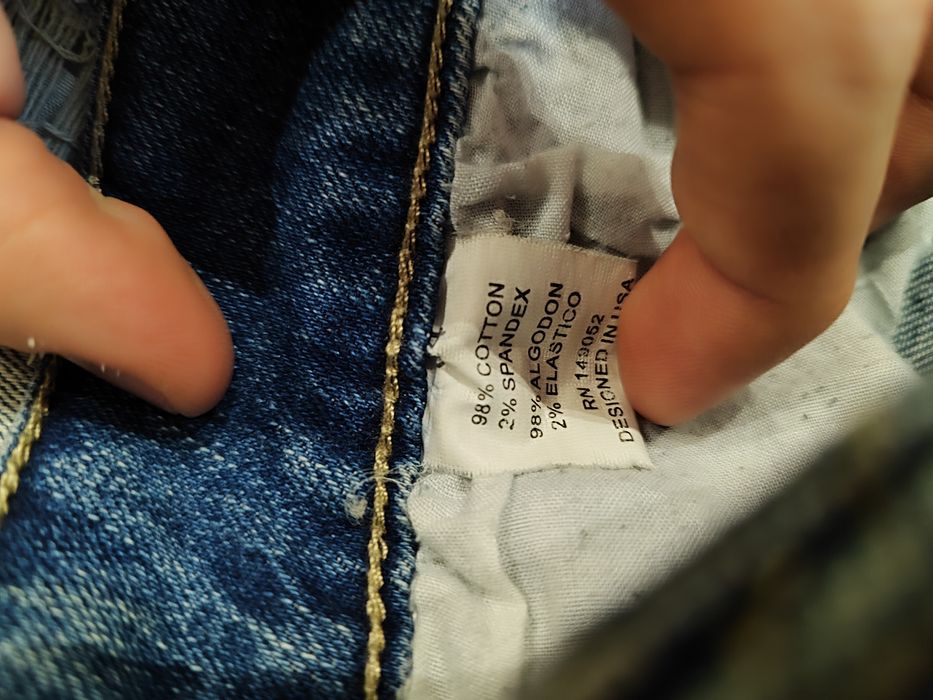 98% COTTON
2% SPANDEX
98% ALGODON
2% ELASTICO
RN 149052
DESIGNED IN USA